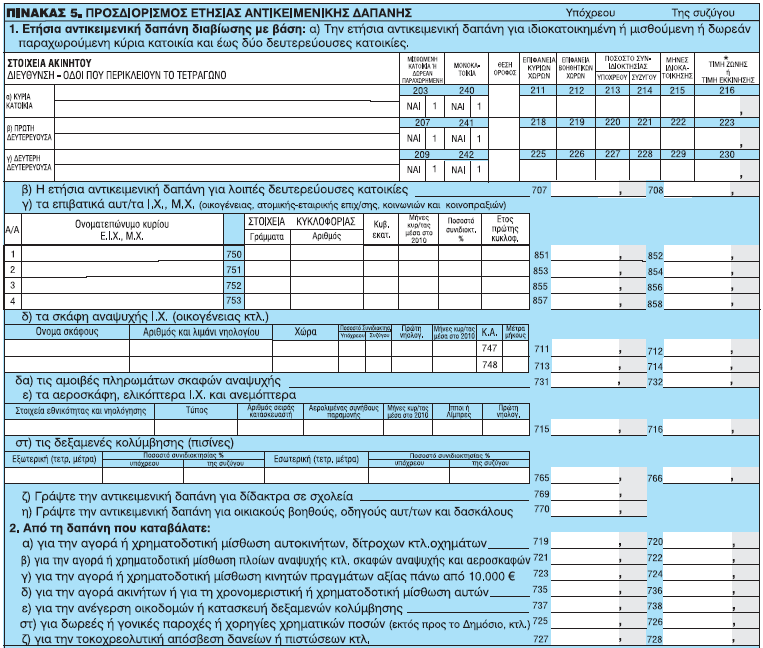 ΠΙΝΑΚΑΣ 5. ΠΡΟΣΔΙΟΡΙΣΜΟΣ ΕΤΗΣΙΑΣ ΑΝΤΙΚΕΙΜΕΝΙΚΗΣ ΔΑΠΑΝΗΣ Υπόχρεου Της συζύγου
1. Ετήσια αντικειμενική δαπάνη διαβίωσης με βάση: α) Την ετήσια αντικειμενική δαπάνη για ιδιοκατοικημένη ή μισθούμενη ή δωρεάν
παραχωρούμενη κύρια κατοικία και έως δύο δευτερεύουσες κατοικίες.
ΣΤΟΙΧΕΙΑ ΑΚΙΝΗΤΟΥ
ΔΙΕΥΘΥΝΣΗ - ΟΔΟΙ ΠΟΥ ΠΕΡΙΚΛΕΙΟΥΝ ΤΟ ΤΕΤΡΑΓΩΝΟ
ΜΙΣΘΩΜΕΝΗ
ΚΑΤΟΙΚΙΑ Ή
ΔΩΡΕΑΝ
ΠΑΡΑΧΩΡΗΜΕΝΗ
ΜΟΝΟΚΑ-
ΤΟΙΚΙΑ
ΘΕΣΗ
ΟΡΟΦΟΣ
ΕΠΙΦΑΝΕΙΑ
ΚΥΡΙΩΝ
ΧΩΡΩΝ
ΕΠΙΦΑΝΕΙΑ
ΒΟΗΘΗΤΙΚΩΝ
ΧΩΡΩΝ
ΠΟΣΟΣΤΟ ΣΥΝ-
ΙΔΙΟΚΤΗΣΙΑΣ
ΥΠΟΧΡΕΟΥ ΣΥΖΥΓΟΥ
ΜΗΝΕΣ
ΙΔΙΟΚΑ-
ΤΟΙΚΗΣΗΣ
*
ΤΙΜΗ ΖΩΝΗΣ
ή
ΤΙΜΗ ΕΚΚΙΝΗΣΗΣ
α) ΚΥΡΙΑ
ΚΑΤΟΙΚΙΑ
203 240 211 212 213 214 215 216
ΝΑΙ 1 ΝΑΙ 1 ,
β) ΠΡΩΤΗ
ΔΕΥΤΕΡΕΥΟΥΣΑ
207 241 218 219 220 221 222 223
ΝΑΙ 1 ΝΑΙ 1 ,
γ) ΔΕΥΤΕΡΗ
ΔΕΥΤΕΡΕΥΟΥΣΑ
209 242 225 226 227 228 229 230
ΝΑΙ 1 ΝΑΙ 1 ,
β) Η ετήσια αντικειμενική δαπάνη για λοιπές δευτερεύουσες κατοικίες 707 , 708 ,
γ) τα επιβατικά αυτ/τα Ι.Χ., Μ.Χ. (οικογένειας, ατομικής-εταιρικής επιχ/σης, κοινωνιών και κοινοπραξιών)
Α/Α
Ονοματεπώνυμο κυρίου
Ε.Ι.Χ., Μ.Χ.
ΣΤΟΙΧΕΙΑ ΚΥΚΛΟΦΟΡΙΑΣ
Γράμματα Αριθμός
Κυβ.
εκατ.
Μήνες
κυρ/τας
μέσα στο
2010
Ποσοστό
συνιδιοκτ.
%
Ετος
πρώτης
κυκλοφ.
1 750 851 , 852 ,
2 751 853 , 854 ,
3 752 855 , 856 ,
4 753 857 , 858 ,
δ) τα σκάφη αναψυχής Ι.Χ. (οικογένειας κτλ.)
Ονομα σκάφους Αριθμός και λιμάνι νηολογίου Χώρα
Ποσοστό Συνιδιοκτησ.
Υπόχρεου Συζύγου
Πρώτη
νηολογ.
Μήνες κυρ/τας
μέσα στο 2010
Κ.Α.
Μέτρα
μήκους
747 711 , 712 ,
748 713 , 714 ,
δα) τις αμοιβές πληρωμάτων σκαφών αναψυχής 731 , 732 ,
ε) τα αεροσκάφη, ελικόπτερα Ι.Χ. και ανεμόπτερα
Στοιχεία εθνικότητας και νηολόγησης Τύπος
Αριθμός σειράς
κατασκευαστή
Αερολιμένας συνήθους
παραμονής
Μήνες κυρ/τας
μέσα στο 2010
Ιπποι ή
Λίμπρες
Πρώτη
νηολογ.
715 , 716 ,
στ) τις δεξαμενές κολύμβησης (πισίνες)
Εξωτερική (τετρ, μέτρα)
Ποσοστό συνιδιοκτησίας %
υπόχρεου της συζύγου
Εσωτερική (τετρ, μέτρα)
Ποσοστό συνιδιοκτησίας %
υπόχρεου της συζύγου
765 , 766 ,
ζ) Γράψτε την αντικειμενική δαπάνη για δίδακτρα σε σχολεία 769 ,
η) Γράψτε την αντικειμενική δαπάνη για οικιακούς βοηθούς, οδηγούς αυτ/των και δασκάλους 770 ,
2. Από τη δαπάνη που καταβάλατε:
α) για την αγορά ή χρηματοδοτική μίσθωση αυτοκινήτων, δίτροχων κτλ.οχημάτων 719 , 720 ,
β) για την αγορά ή χρηματοδοτική μίσθωση πλοίων αναψυχής κτλ, σκαφών αναψυχής και αεροσκαφών 721 , 722 ,
γ) για την αγορά ή χρηματοδοτική μίσθωση κινητών πραγμάτων αξίας πάνω από 10.000 € 723 , 724 ,
δ) για την αγορά ακινήτων ή για τη χρονομεριστική ή χρηματοδοτική μίσθωση αυτών 735 , 736 ,
ε) για την ανέγερση οικοδομών ή κατασκευή δεξαμενών κολύμβησης 737 , 738 ,
στ) για δωρεές ή γονικές παροχές ή χορηγίες χρηματικών ποσών (εκτός προς το Δημόσιο, κτλ.) 725 , 726 ,
ζ) για την τοκοχρεολυτική απόσβεση δανείων ή πιστώσεων κτλ, 727 , 728 ,